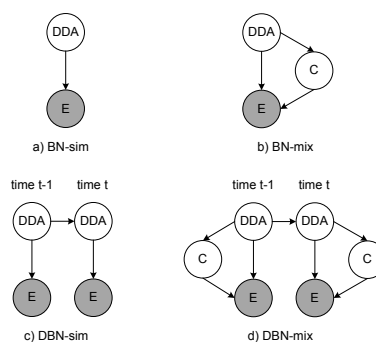 DDA DDA
C
E E
a) BN-sim b) BN-mix
time t-1 time t time t-1 time t
DDA DDA DDA DDA
C C
E E E E
c) DBN-sim d) DBN-mix